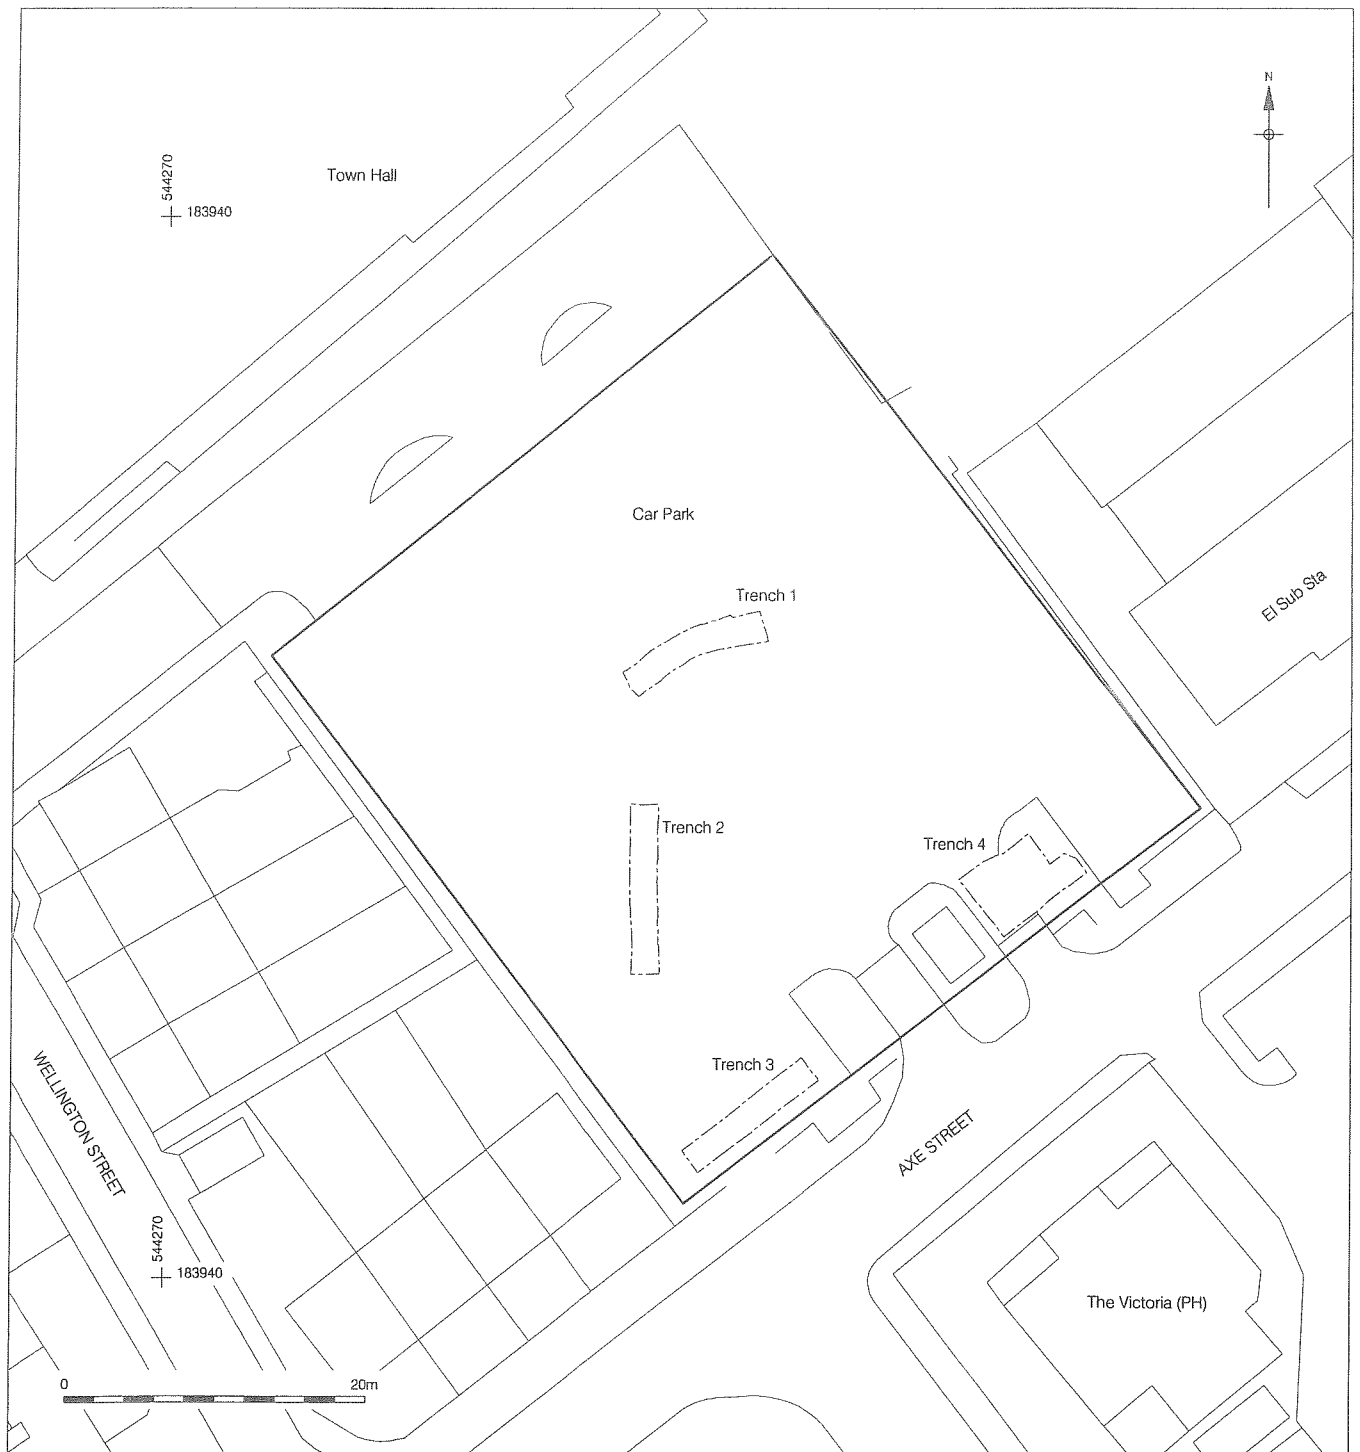 N
544270
183940
Town Hall
Car Park
Trench 1
El Sub Sta
Trench 2
Trench 4
Trench 3
WELLINGTON STREET
AXE STREET
544270
183940
The Victoria (PH)
0 20m